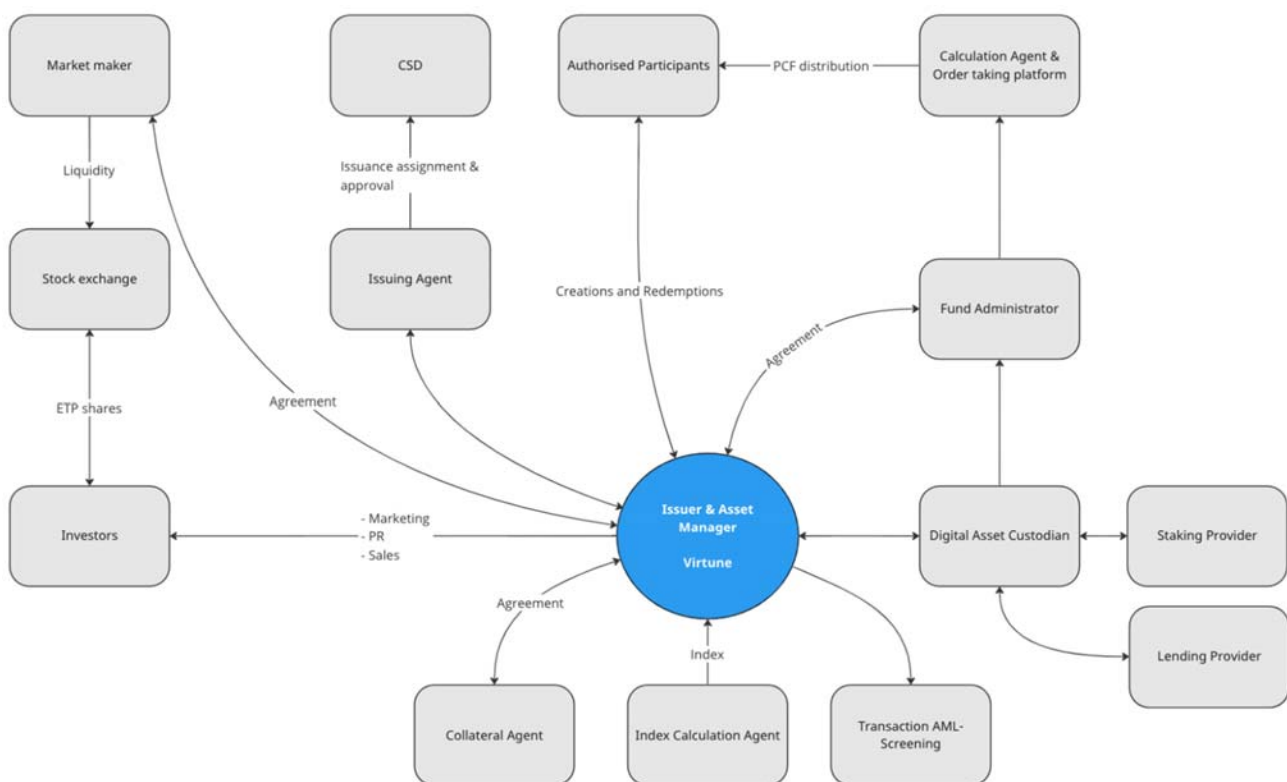 Market maker
CSD
Authorised Participants
PCF distribution
Calculation Agent &
Order taking platform
Liquidity
Issuance assignment &
approval
Stock exchange
Issuing Agent
Creations and Redemptions
Agreement
Fund Administrator
ETP shares
Agreement
Investors
- Marketing
- PR
- Sales
Issuer & Asset
Manager
Virtune
Digital Asset Custodian
Staking Provider
Agreement
Index
Lending Provider
Collateral Agent
Index Calculation Agent
Transaction AML-
Screening